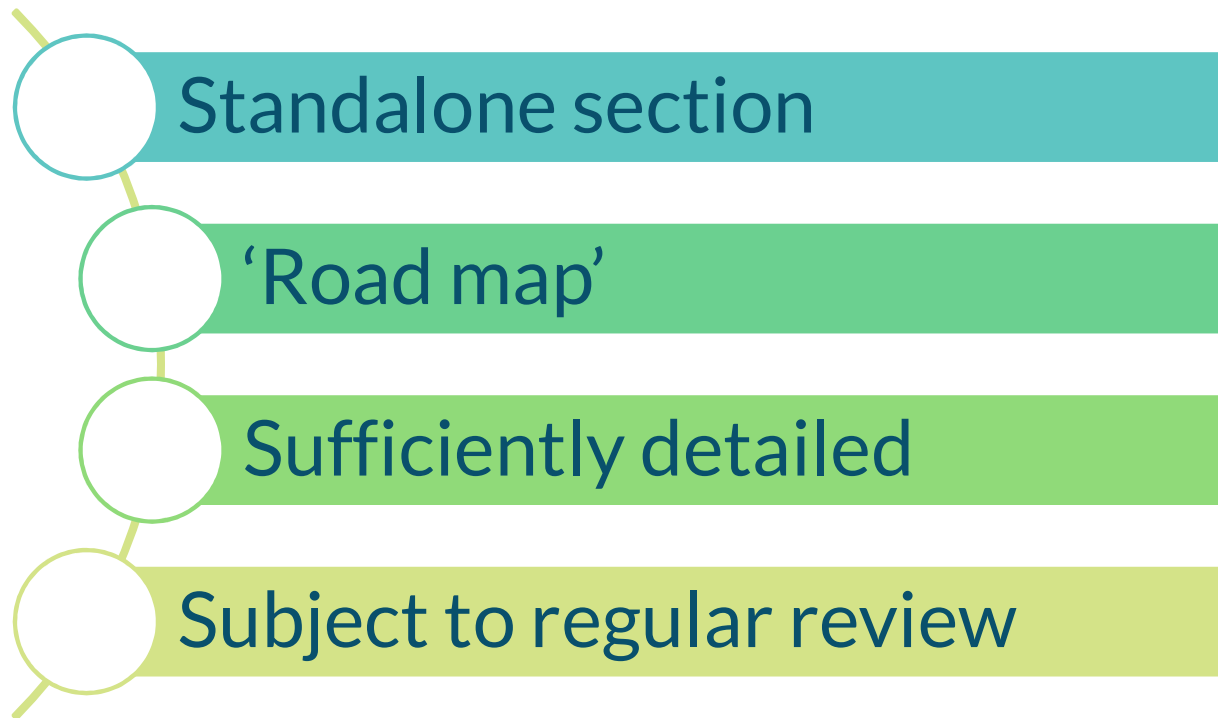 Standalone section
‘Road map’
Sufficiently detailed
Subject to regular review